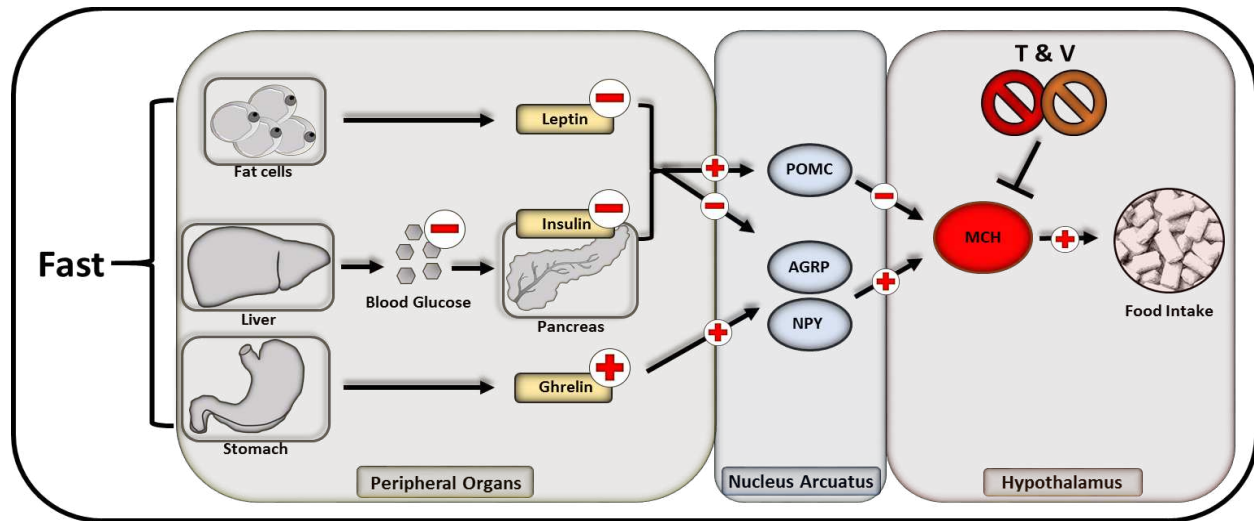 Fast
Fat cells
Liver
Stomach
Blood Glucose
Leptin
Insulin
Pancreas
Ghrelin
Peripheral Organs
POMC
AGRP
NPY
Nucleus Arcuatus
T & V
MCH
Food Intake
Hypothalamus